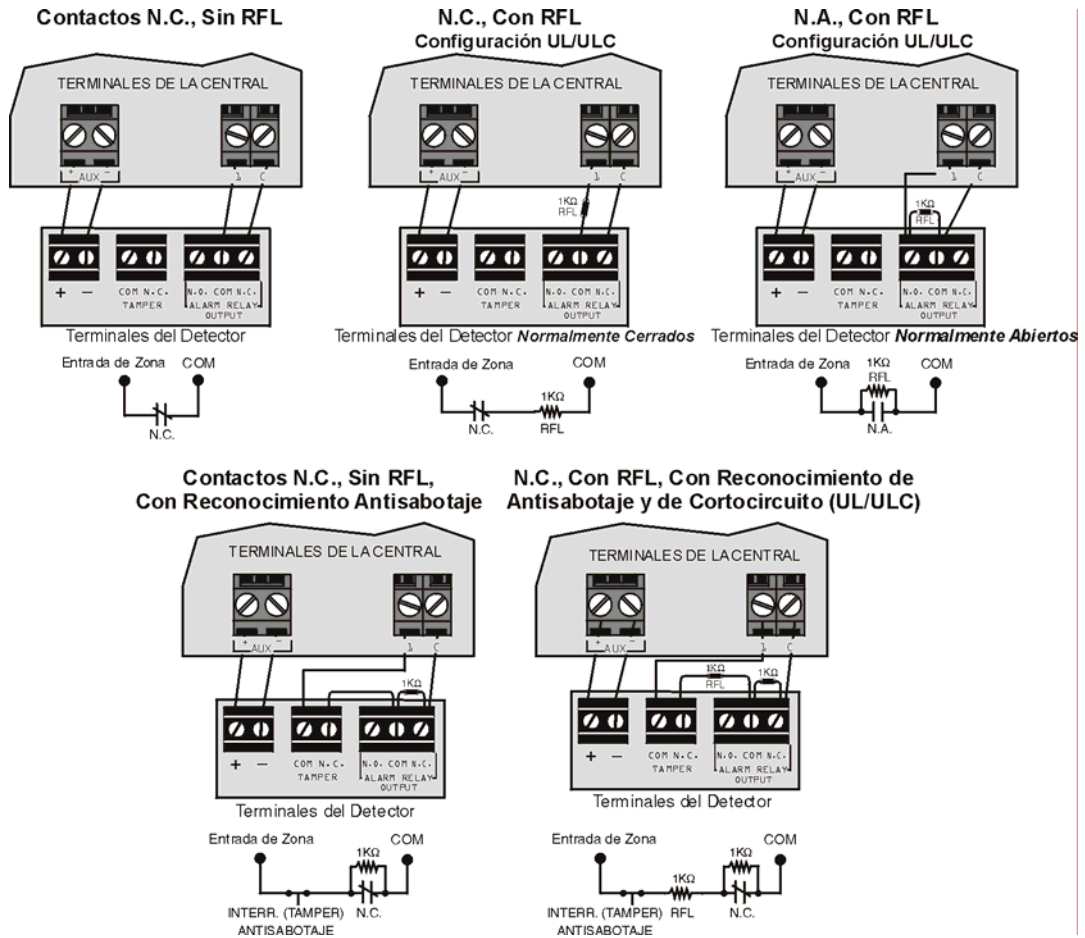 Contactos N.C., Sin RFL
TERMINALES DE LA CENTRAL
+ AUX -
1 C
+ -
COM N.C.
TAMPER
N.O. COM N.C.
ALARM RELAY
OUTPUT
Terminales del Detector
Entrada de Zona COM
N.C.
N.C., Con RFL
Configuración UL/ULC
TERMINALES DE LA CENTRAL
+ AUX -
1 C
1KΩ
RFL
+ -
COM N.C.
TAMPER
N.O. COM N.C.
ALARM RELAY
OUTPUT
Terminales del Detector Normalmente Cerrados
Entrada de Zona COM
1KΩ
N.C. RFL
N.A., Con RFL
Configuración UL/ULC
TERMINALES DE LA CENTRAL
+ AUX -
1 C
1KΩ
RFL
+ -
COM N.C.
TAMPER
N.O. COM N.C.
ALARM RELAY
OUTPUT
Terminales del Detector Normalmente Abiertos
Entrada de Zona COM
1KΩ
RFL
N.A.
Contactos N.C., Sin RFL,
Con Reconocimiento Antisabotaje
TERMINALES DE LA CENTRAL
+ AUX -
1 C
1KΩ
+ -
COM N.C.
TAMPER
N.O. COM N.C.
ALARM RELAY
OUTPUT
Terminales del Detector
Entrada de Zona COM
1KΩ
INTERR. (TAMPER) N.C.
ANTISABOTAJE
N.C., Con RFL, Con Reconocimiento de
Antisabotaje y de Cortocircuito (UL/ULC)
TERMINALES DE LA CENTRAL
+ AUX -
1 C
1KΩ
RFL
1KΩ
+ -
COM N.C.
TAMPER
N.O. COM N.C.
ALARM RELAY
OUTPUT
Terminales del Detector
Entrada de Zona COM
1KΩ
1KΩ
INTERR. (TAMPER) RFL N.C.
ANTISABOTAJE